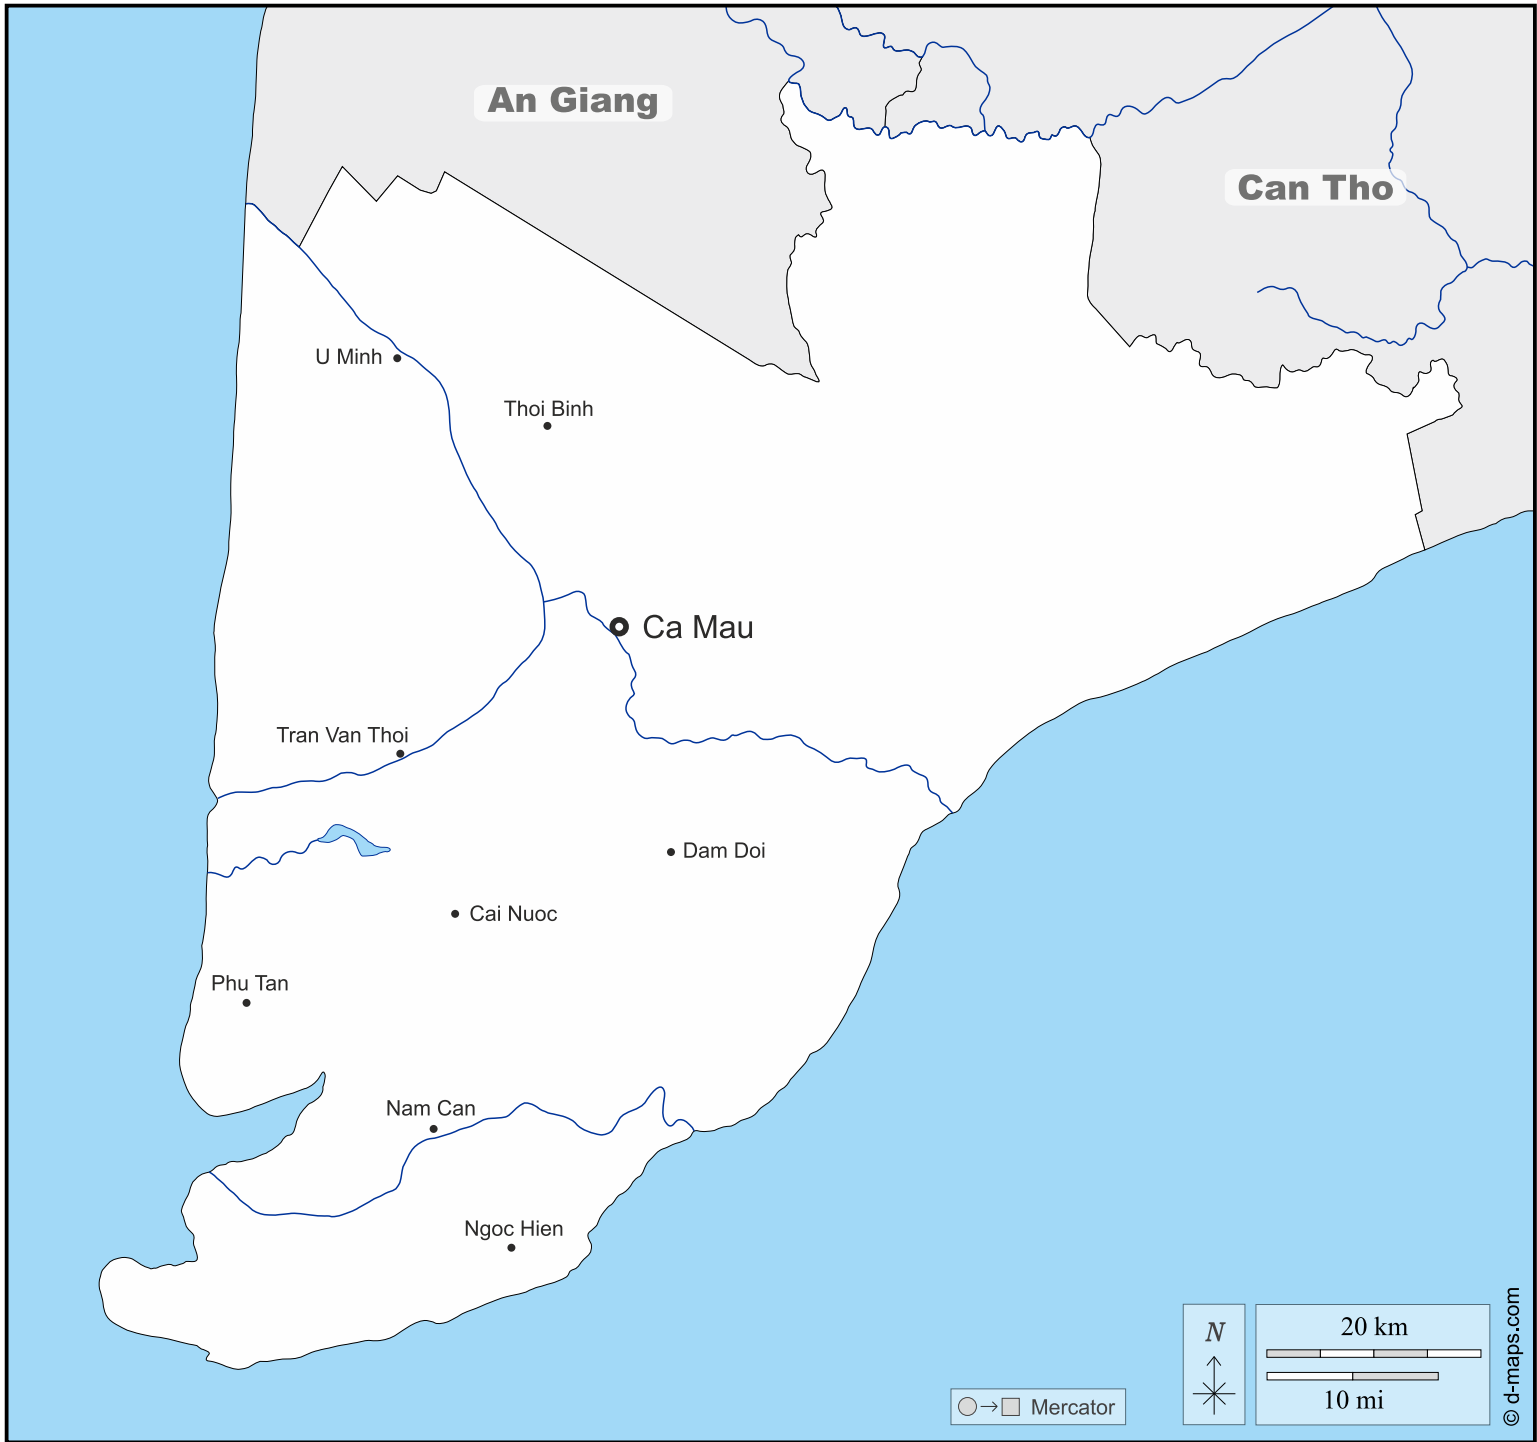 An Giang
Can Tho
U Minh
Thoi Binh
Ca Mau
Tran Van Thoi
Dam Doi
Cai Nuoc
Phu Tan
Nam Can
Ngoc Hien
N
20 km
10 mi
Mercator
© d-maps.com